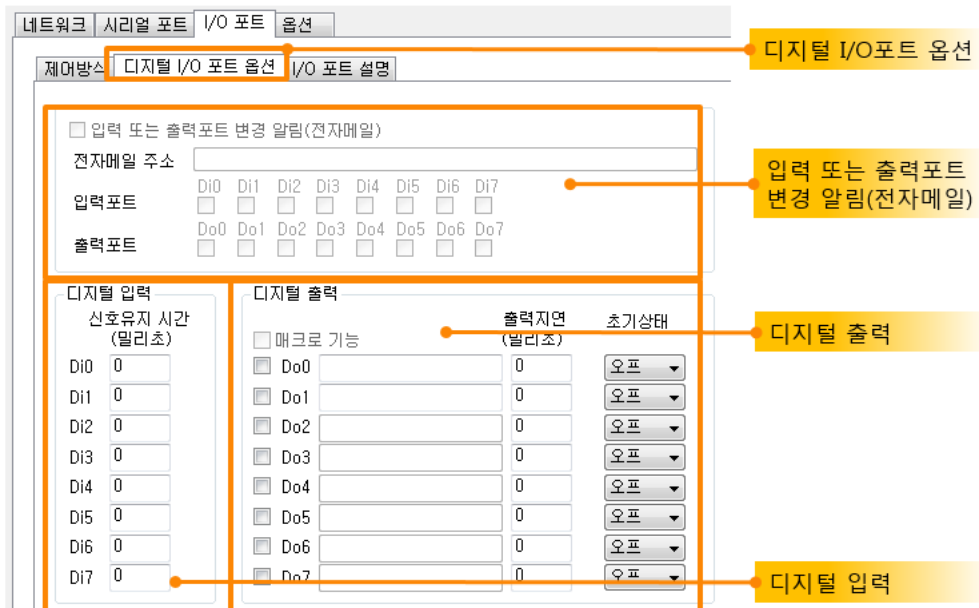 네트워크 시리얼 포트 I/O 포트 옵션
디지털 I/O포트 옵션
제어방식 디지털 I/O 포트 옵션 I/O 포트 설명
입력 또는 출력포트 변경 알림(전자메일)
전자메일 주소
입력 또는 출력포트
변경 알림(전자메일)
Di0 Di1 Di2 Di3 Di4 Di5 Di6 Di7
입력포트
Do0 Do1 Do2 Do3 Do4 Do5 Do6 Do7
출력포트
디지털 입력
신호유지 시간
(밀리초)
Di0 0
Di1 0
Di2 0
Di3 0
Di4 0
Di5 0
Di6 0
Di7 0
디지털 출력
출력지연
(밀리초)
초기상태
매크로 기능
Do0 0 오프
Do1 0 오프
Do2 0 오프
Do3 0 오프
Do4 0 오프
Do5 0 오프
Do6 0 오프
Do7 0 오프
디지털 출력
디지털 입력